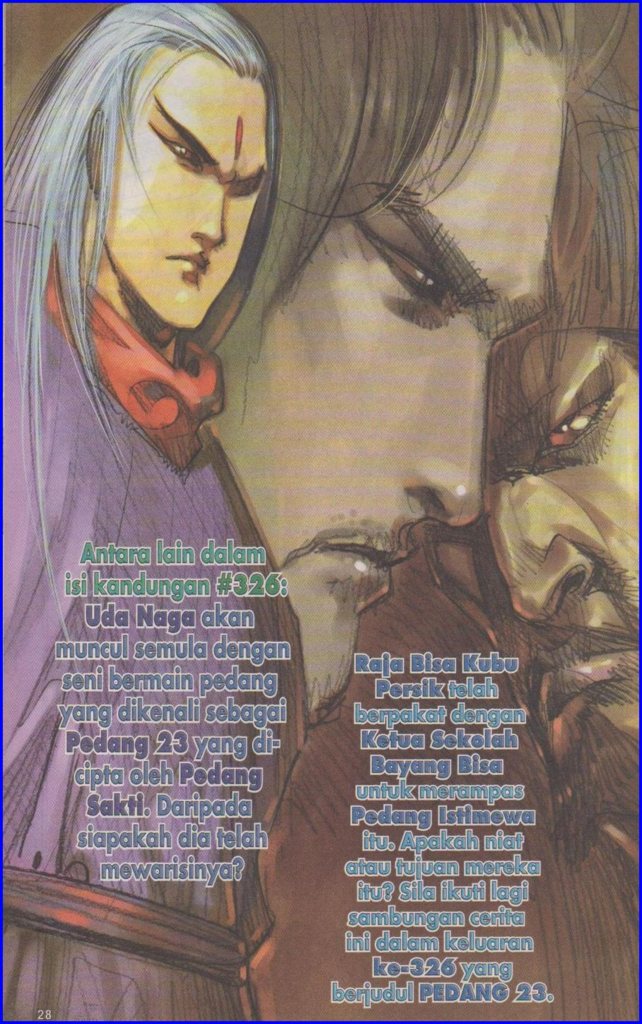 Antara lain dalam
isi kandungan #326:
Uda Naga akan
muncul semula dengan
seni bermain pedang
yang dikenali sebagai
Pedang 23 yang di-
cipta oleh Pedang
Sakti. Daripada
siapakah dia telah
mewarisinya?
Raja Bisa Kubu
Persik telah
berpakat dengan
Ketua Sekolah
Bayang Bisa
untuk merampas
Pedang Istimewa
itu. Apakah niat
atau tujuan mereka
itu? Sila ikuti lagi
sambungan cerita
ini dalam keluaran
ke-326 yang
berjudul PEDANG 23.
28